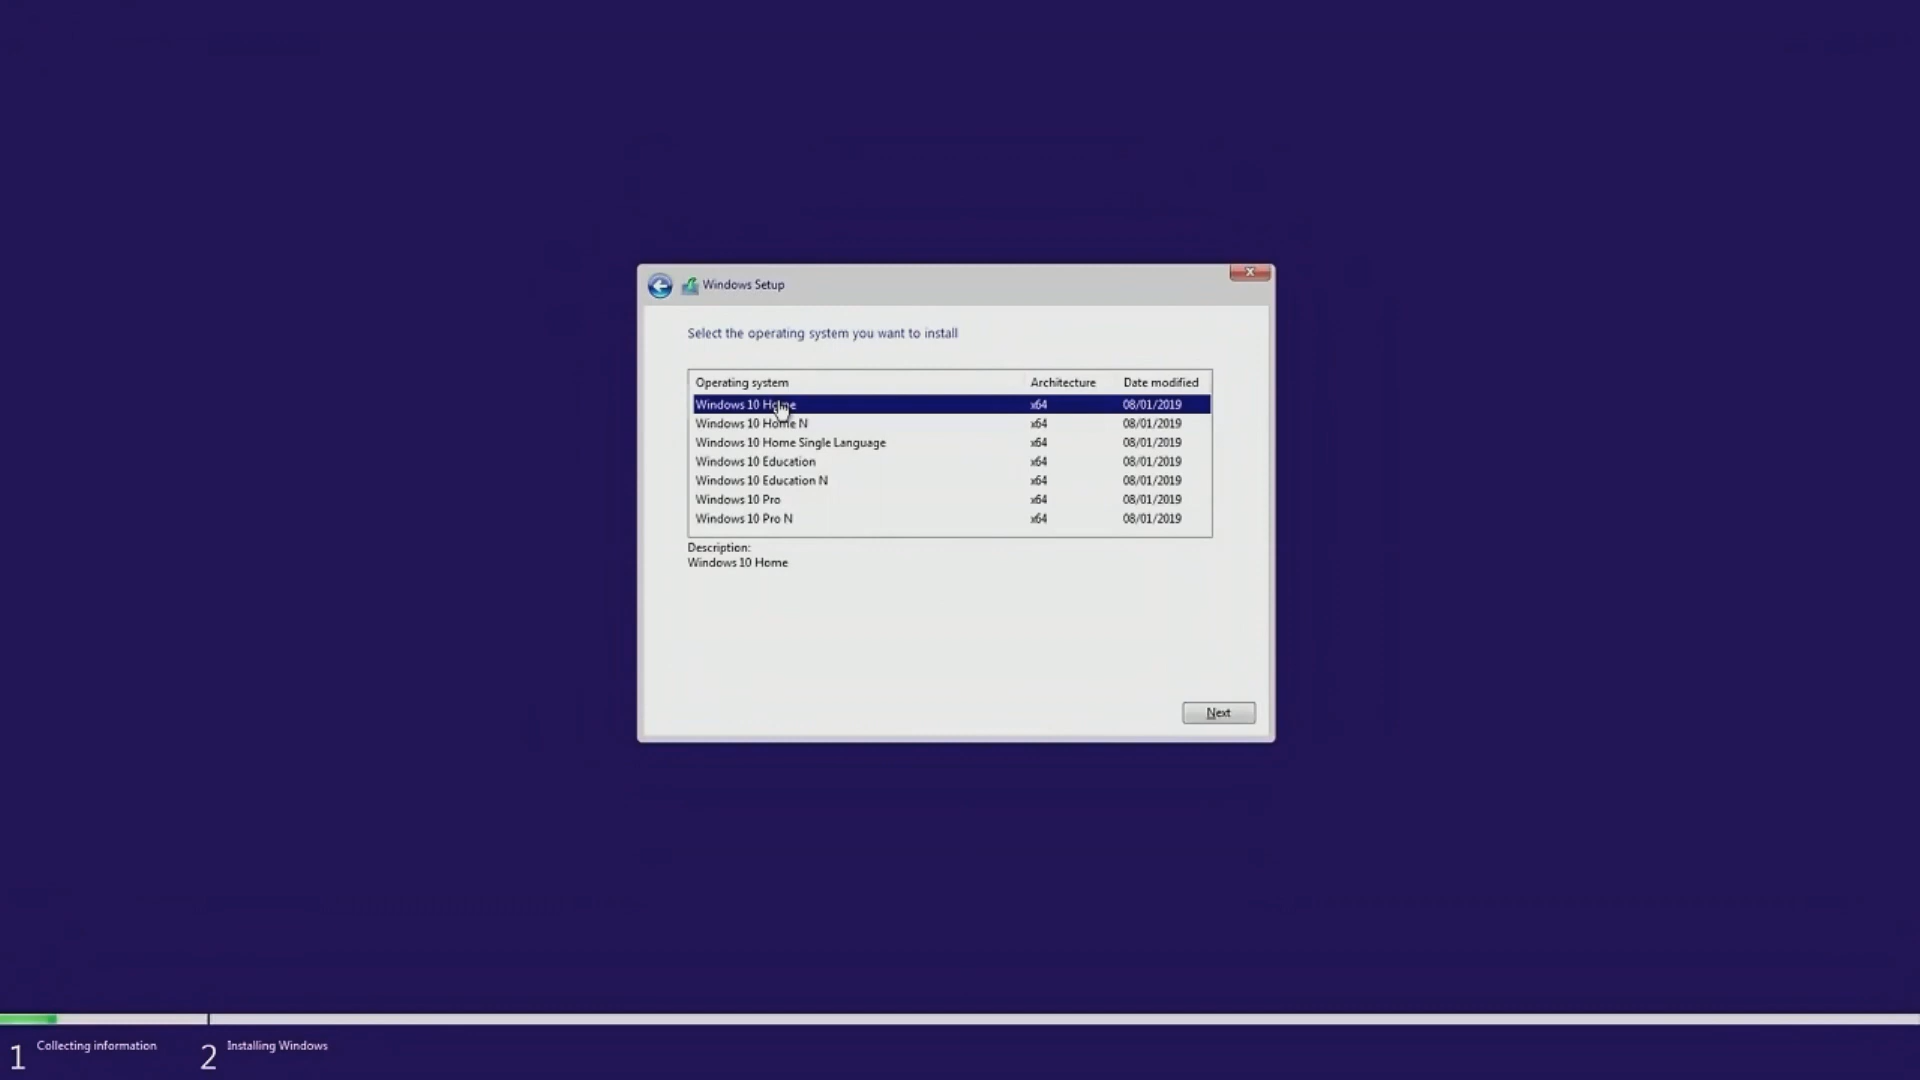 Windows Setup
Select the operating system you want to install
Operating system Architecture Date modified
Windows 10 Home x64 08/01/2019
Windows 10 Home N x64 08/01/2019
Windows 10 Home Single Language x64 08/01/2019
Windows 10 Education x64 08/01/2019
Windows 10 Education N x64 08/01/2019
Windows 10 Pro x64 08/01/2019
Windows 10 Pro N x64 08/01/2019
Description:
Windows 10 Home
Next
1 Collecting information 2 Installing Windows